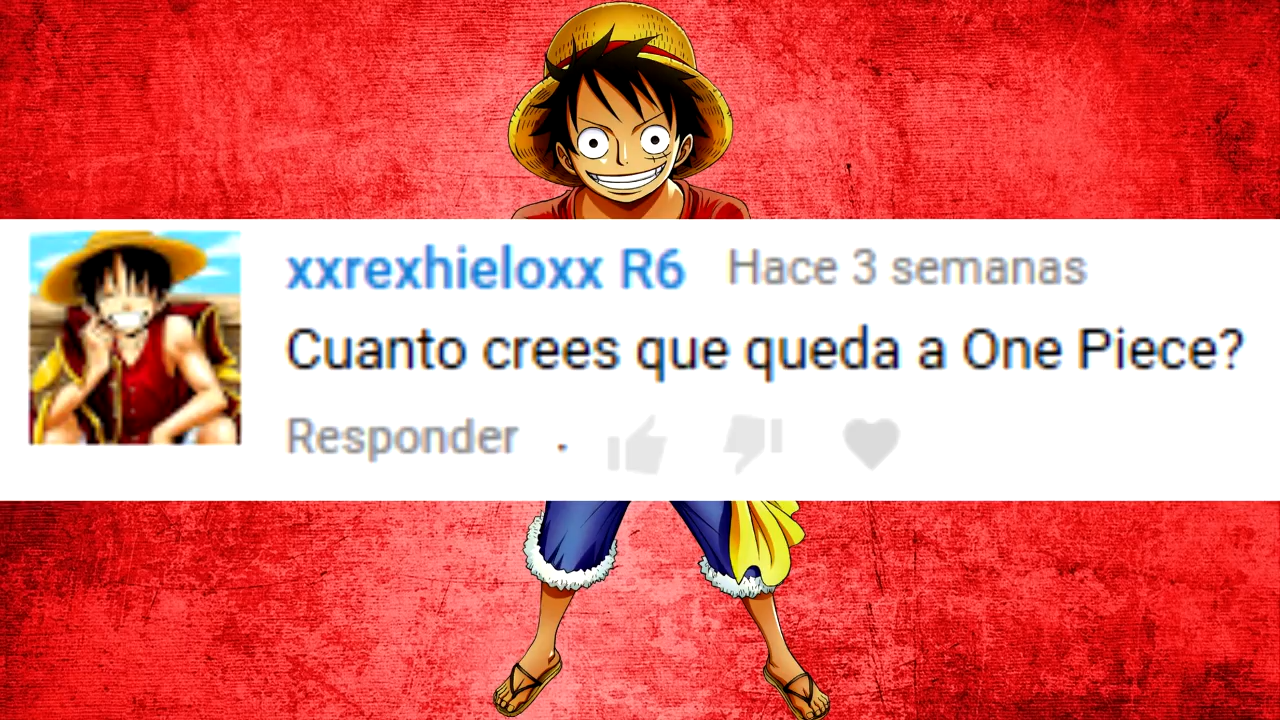 xxrexhieloxx R6 Hace 3 semanas
Cuanto crees que queda a One Piece?
Responder .